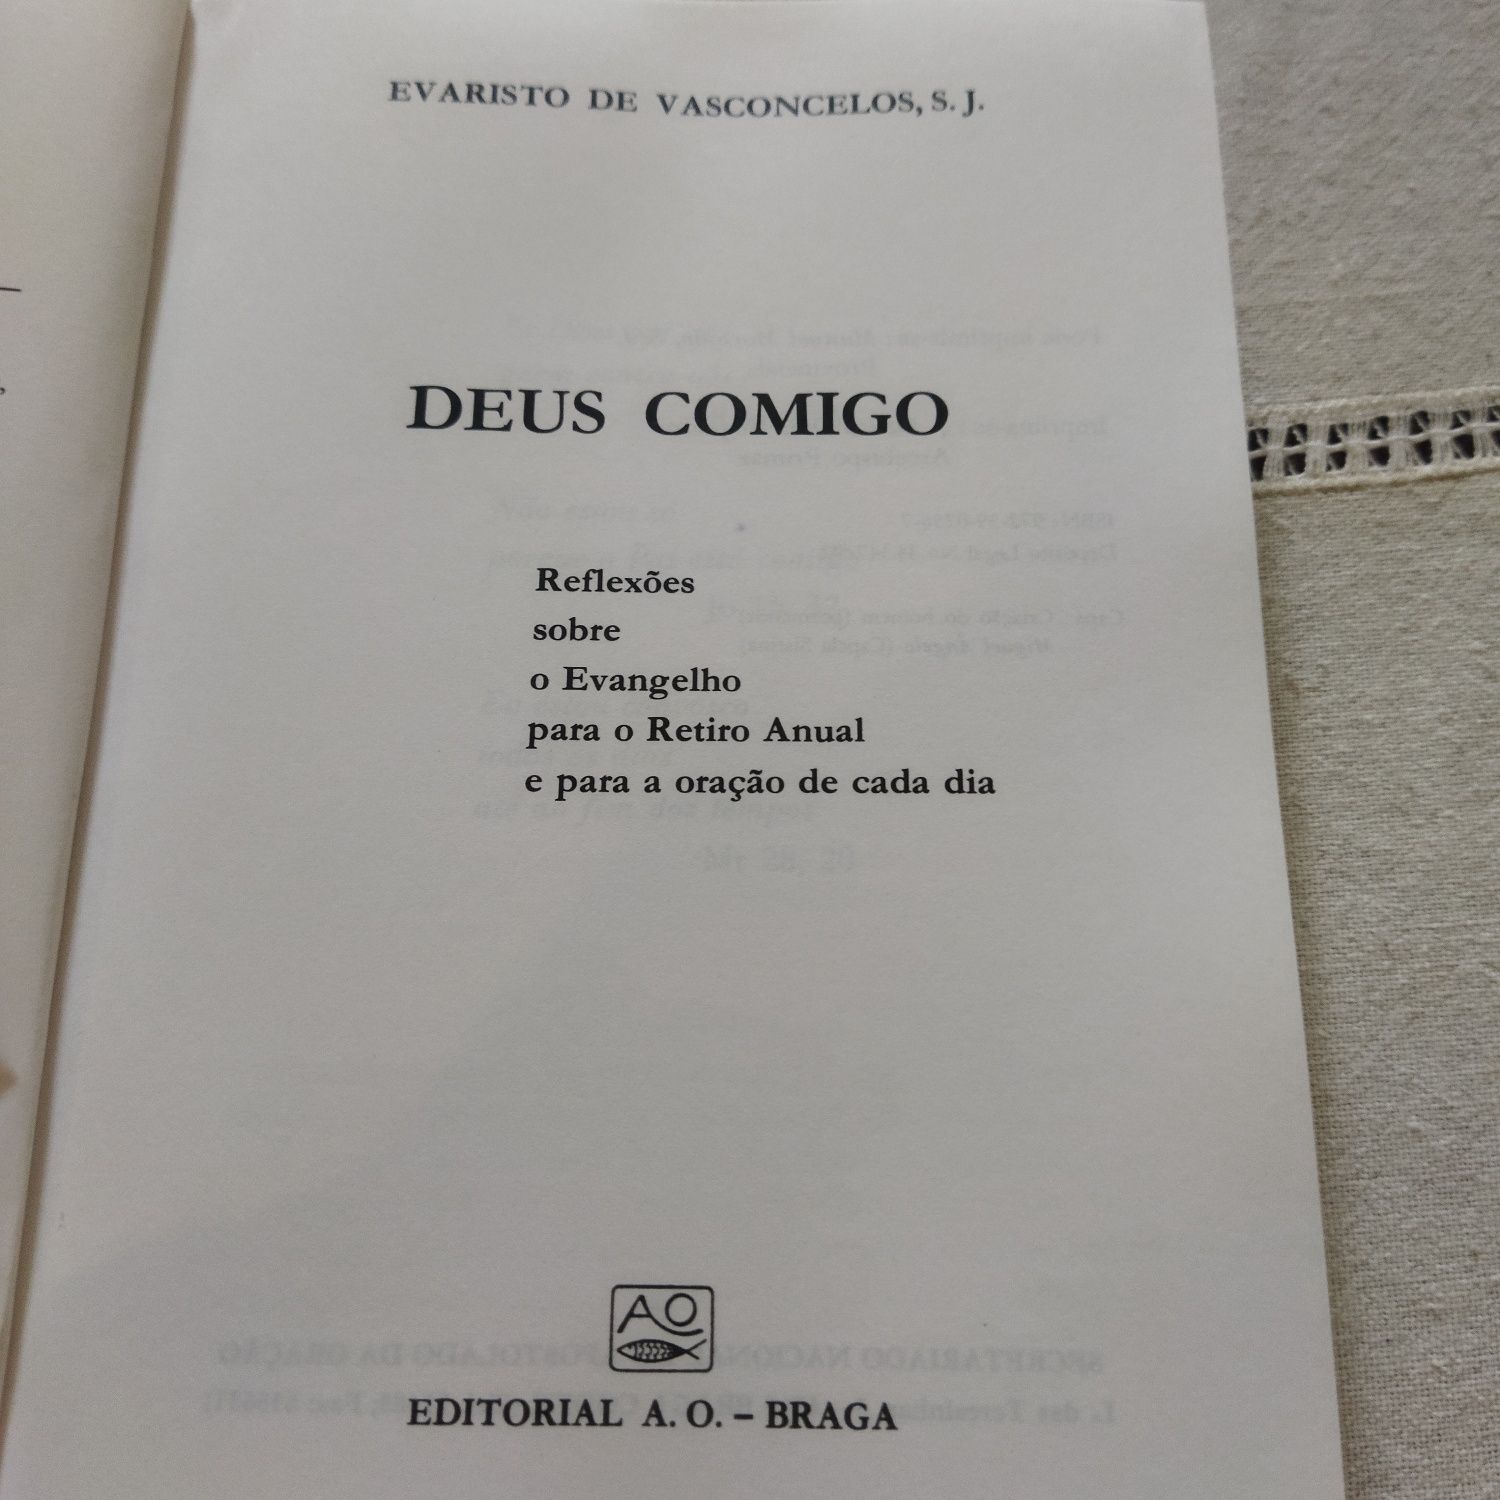 EVARISTO DE VASCONCELOS, S. J.
DEUS COMIGO
Reflexões
sobre
o Evangelho
para o Retiro Anual
e para a oração de cada dia
AO
EDITORIAL A. O. – BRAGA